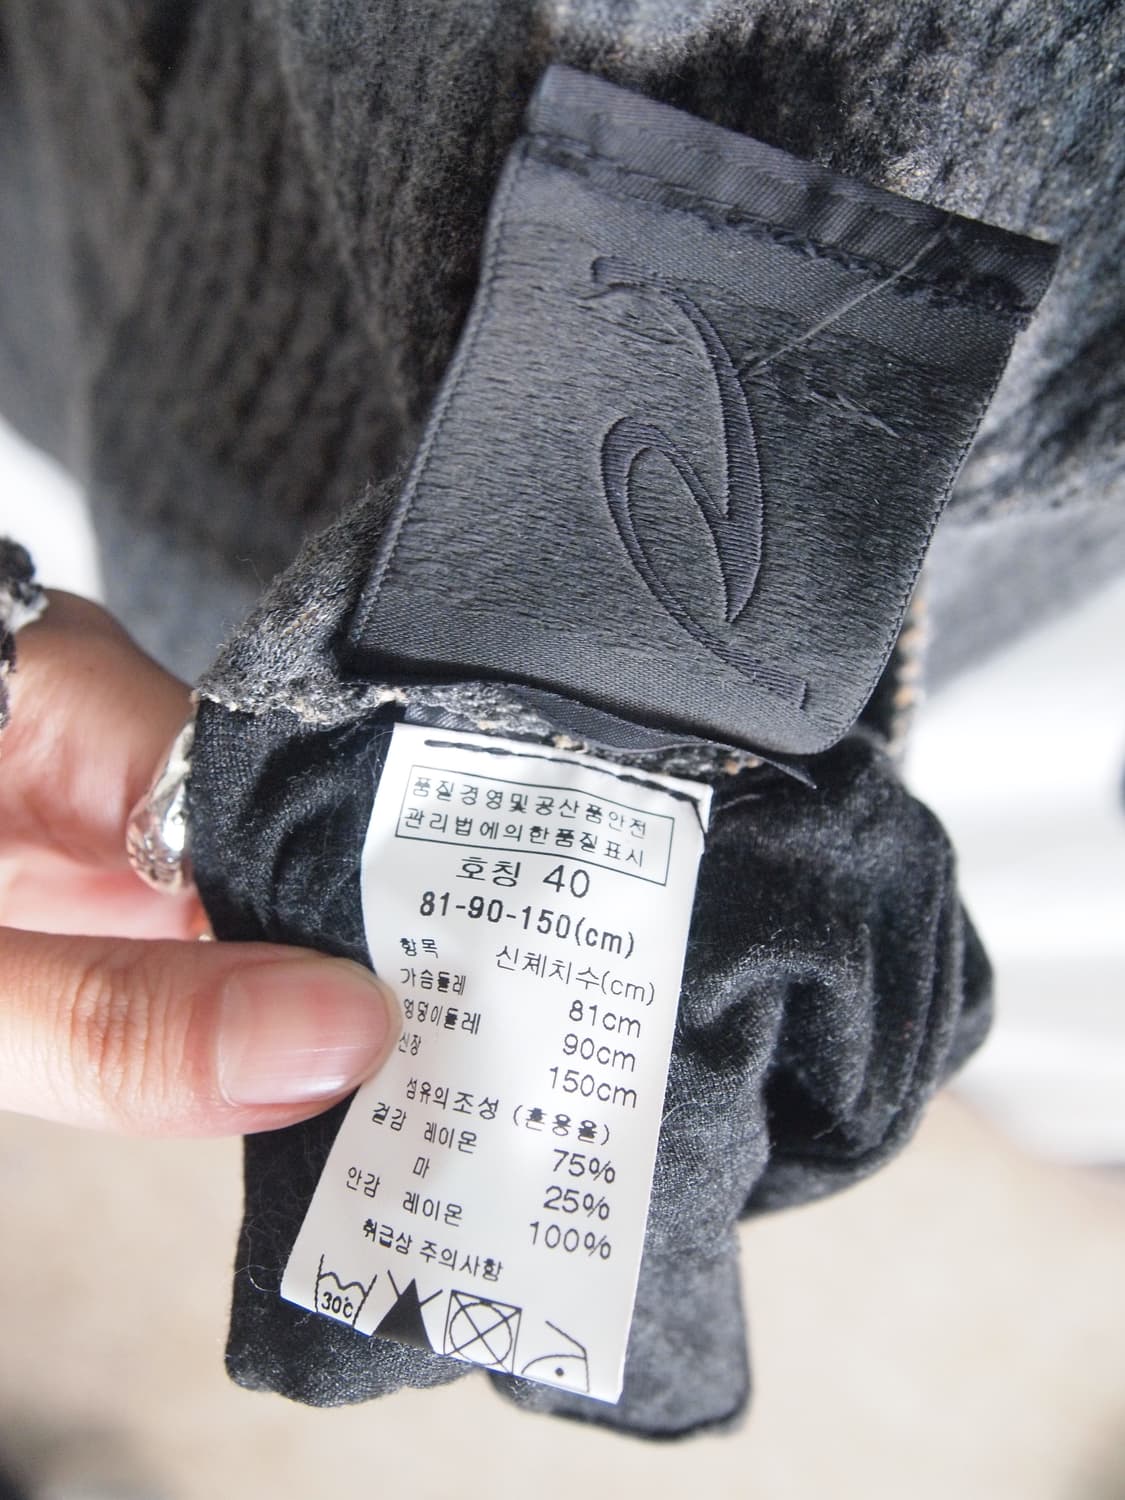 품질경영및공산품안전
관리법에의한품질표시
호칭 40
81-90-150(cm)
항목 신체치수(cm)
가슴둘레 81cm
엉덩이둘레 90cm
신장 150cm
섬유의조성 (혼용율)
겉감 레이온 75%
마 25%
안감 레이온 100%
취급상 주의사항
30℃